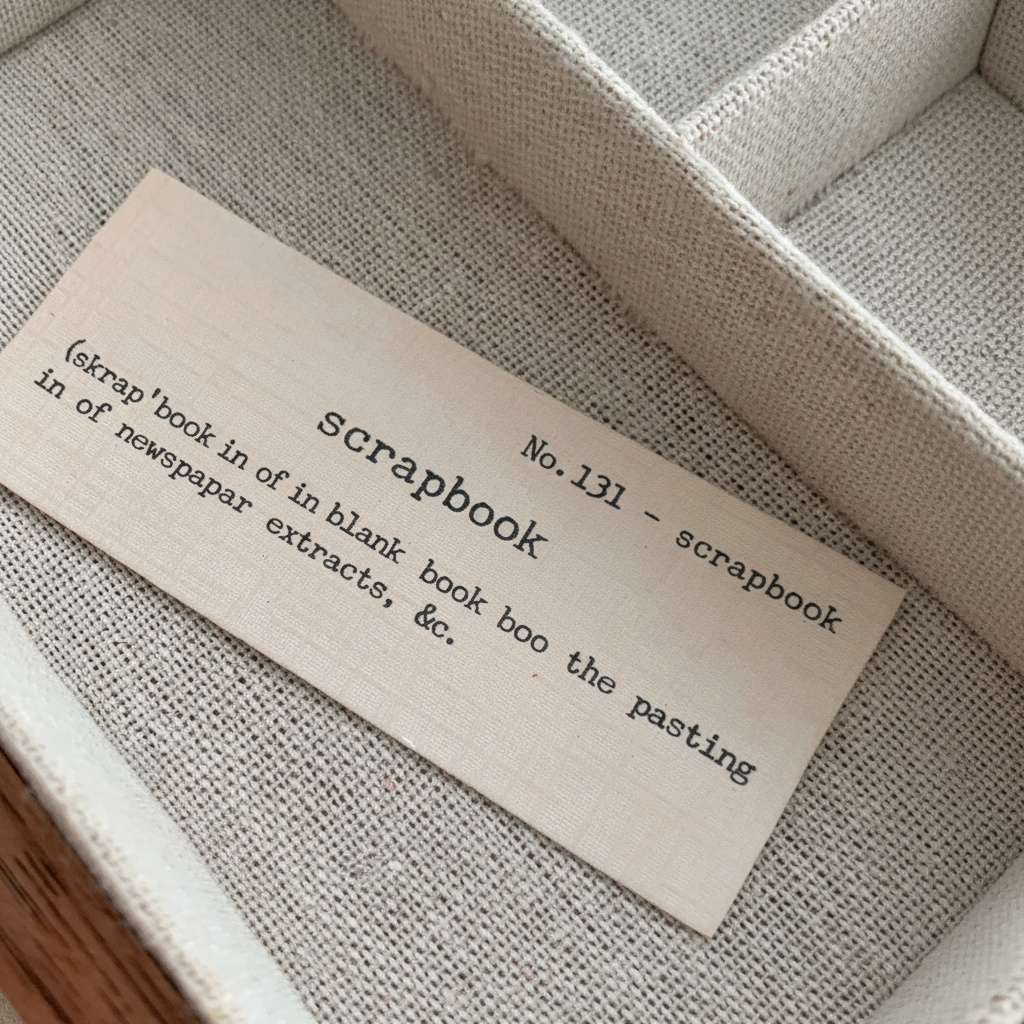 No. 131 - scrapbook
scrapbook
(skrap'book in of in blank book boo the pasting
in of newspapar extracts, &c.